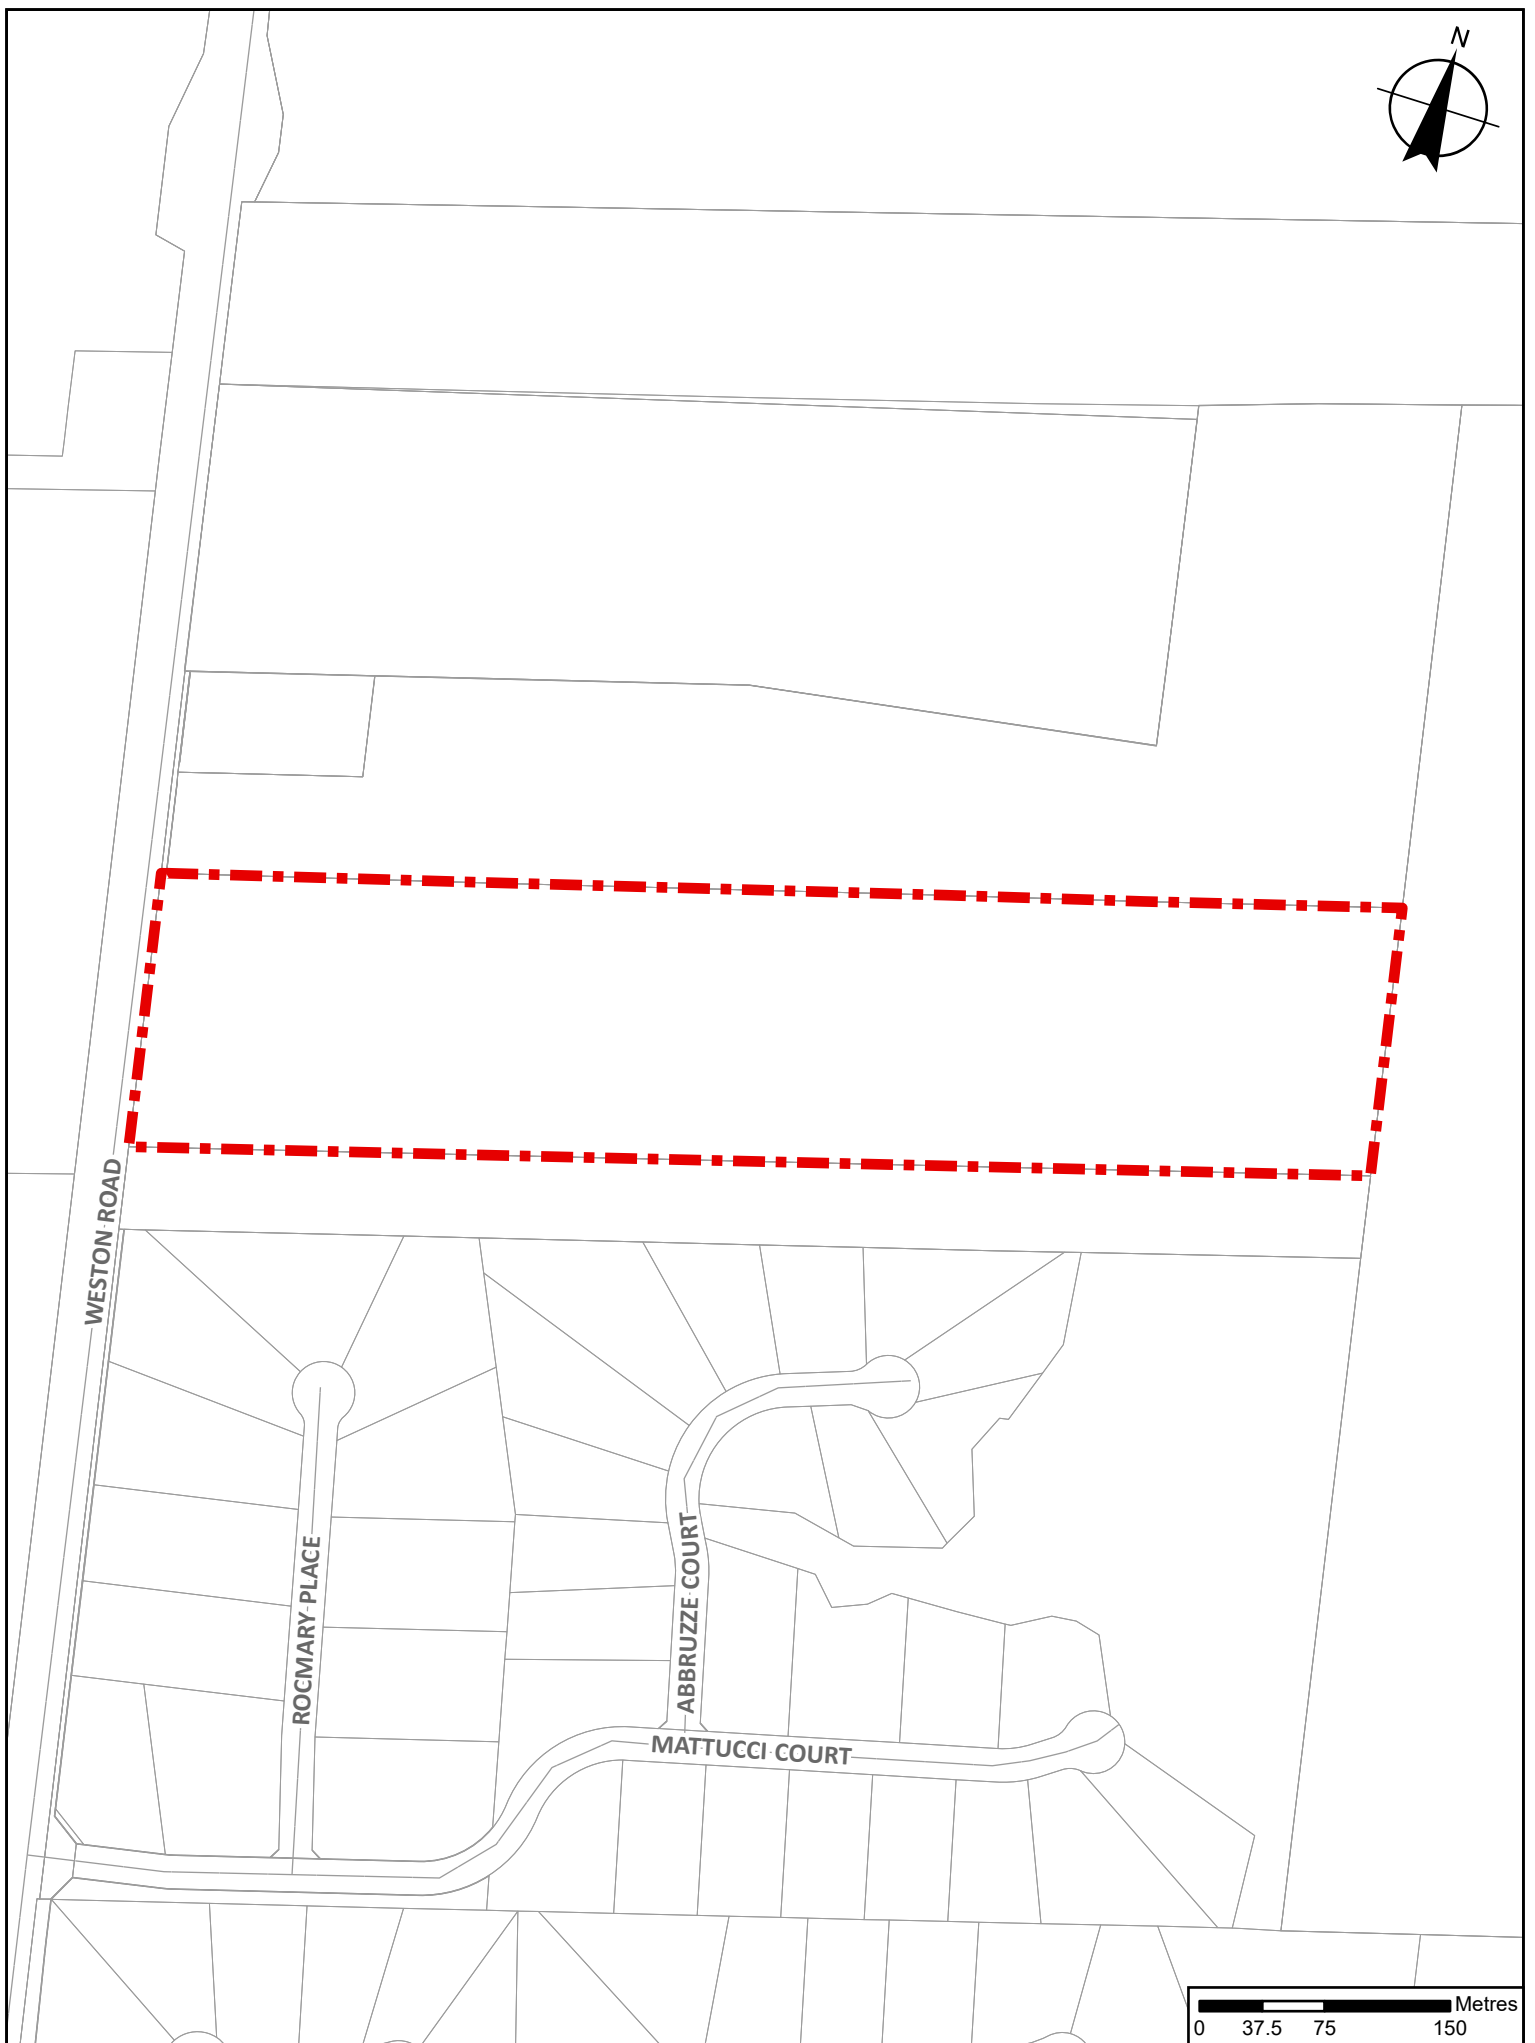 N
WESTON ROAD
ROCMARY PLACE
ABBRUZZE COURT
MATTUCCI COURT
Metres
0 37.5 75 150